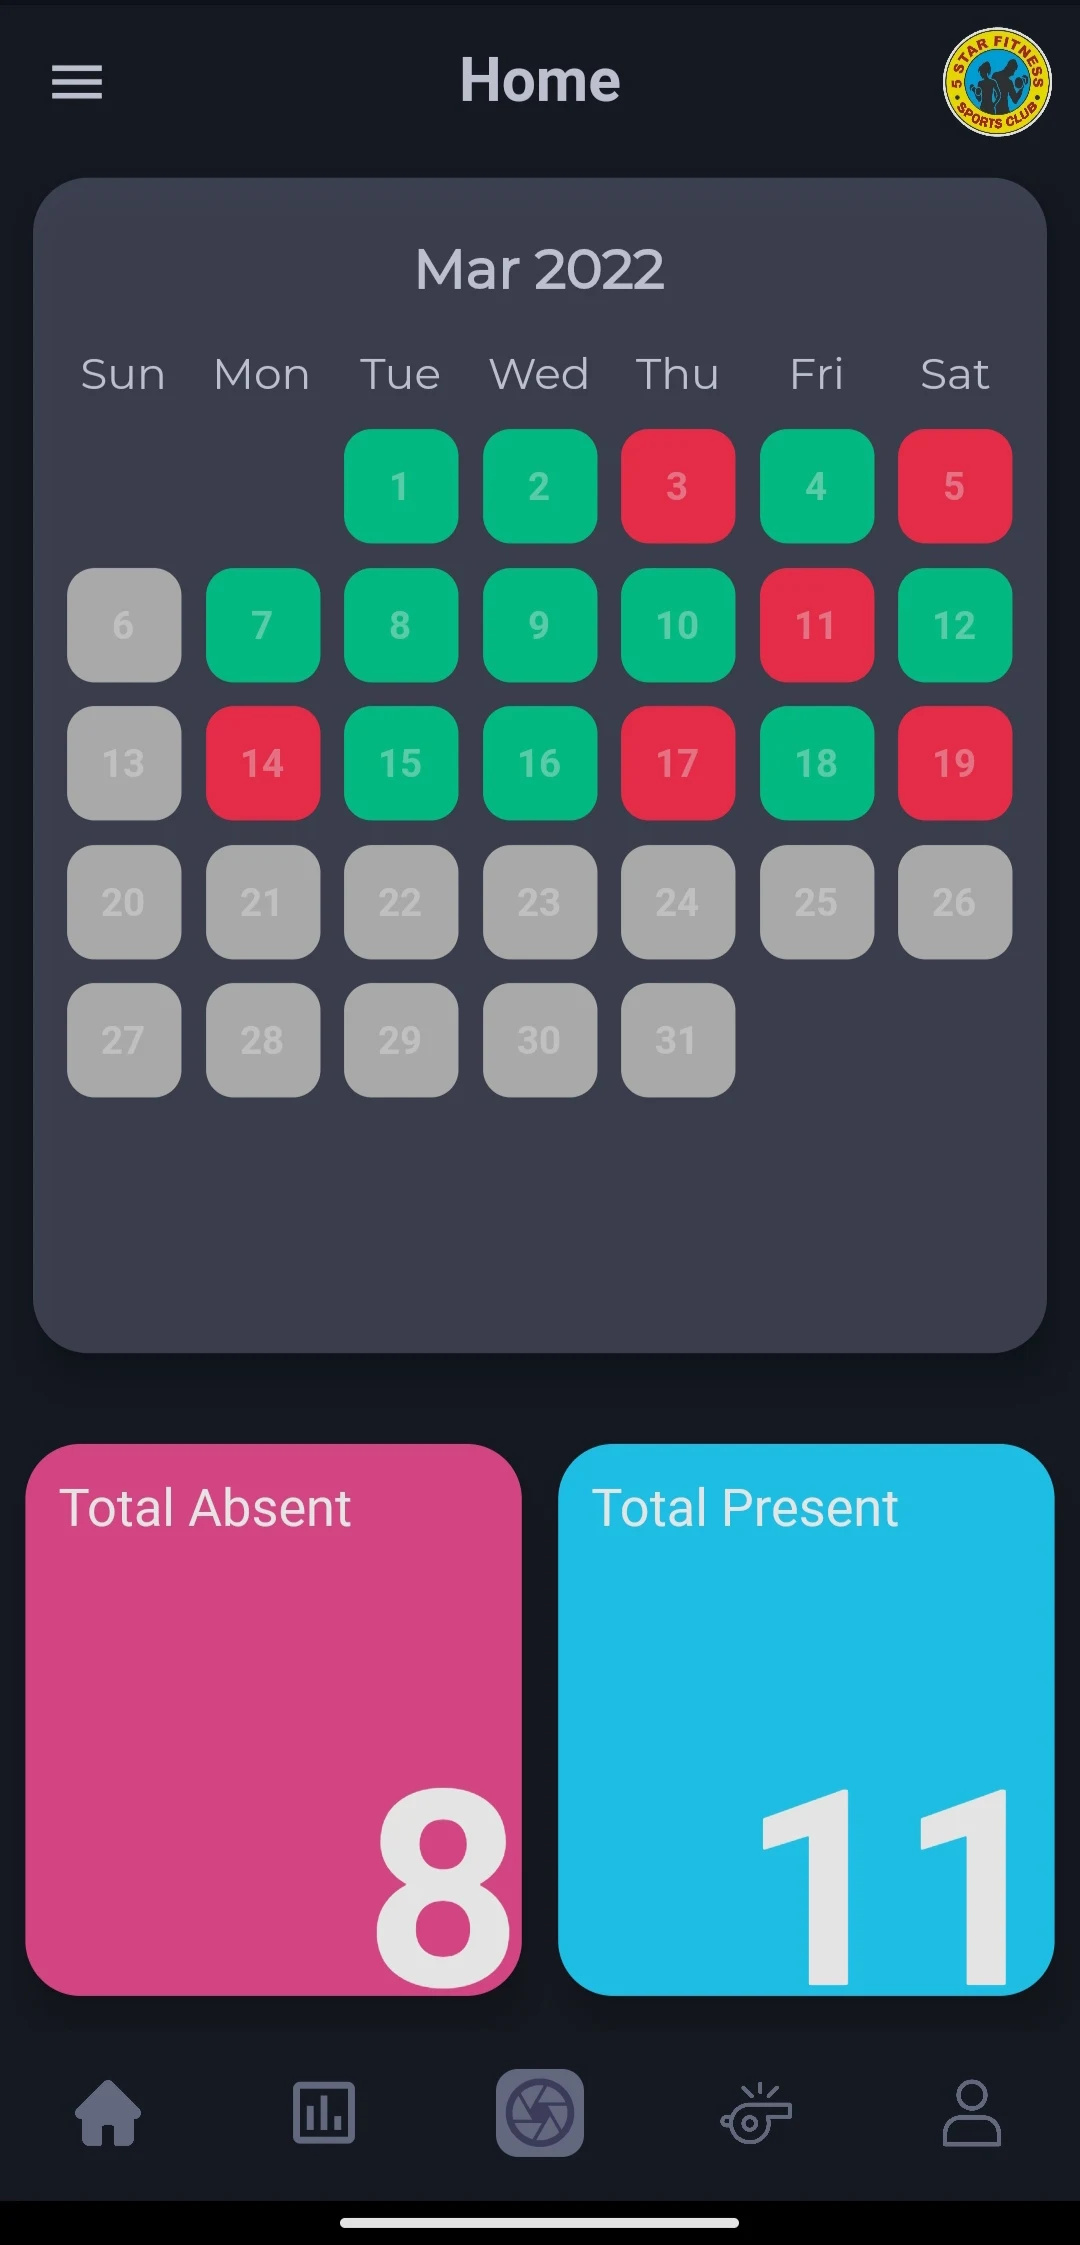 Home
5 STAR FITNESS
SPORTS CLUB
Mar 2022
Sun Mon Tue Wed Thu Fri Sat
1 2 3 4 5
6 7 8 9 10 11 12
13 14 15 16 17 18 19
20 21 22 23 24 25 26
27 28 29 30 31
Total Absent
8
Total Present
11